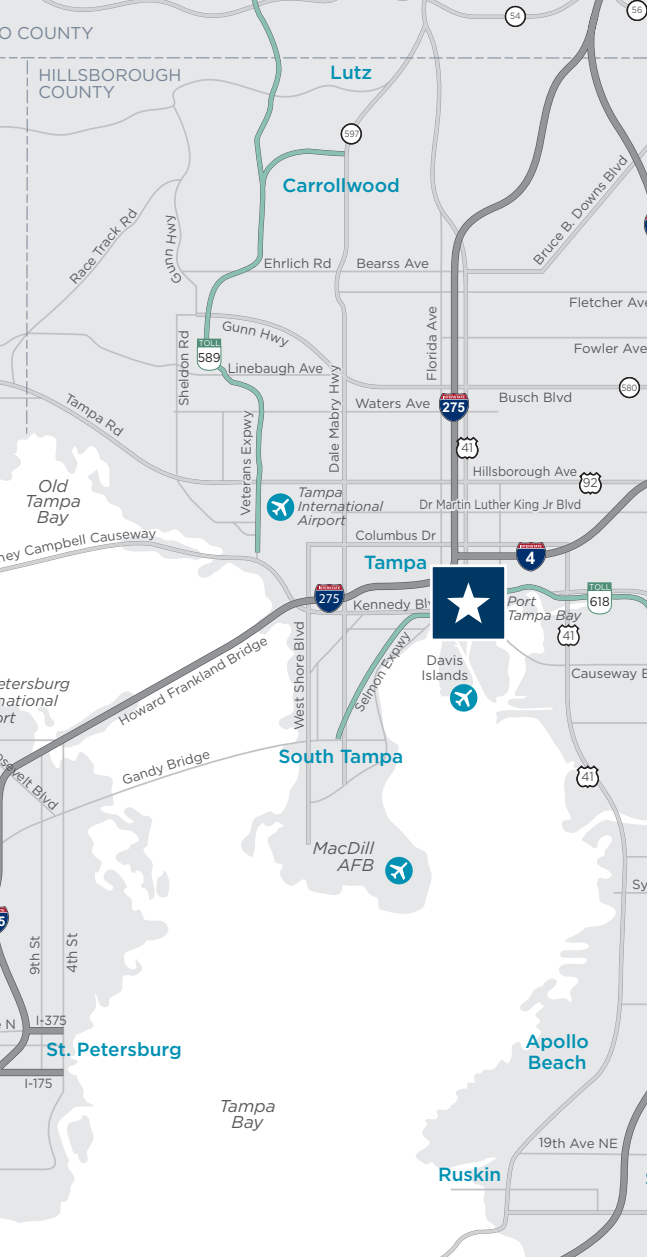 54
56
O COUNTY
HILLSBOROUGH
COUNTY
Lutz
597
Carrollwood
Bruce B. Downs Blvd
Race Track Rd
Gunn Hwy
Ehrlich Rd
Bearss Ave
Fletcher Ave
Florida Ave
Gunn Hwy
TOLL
589
Sheldon Rd
Fowler Ave
Linebaugh Ave
Dale Mabry Hwy
580
Waters Ave
Busch Blvd
275
Tampa Rd
Veterans Expwy
41
Hillsborough Ave
92
Old
Tampa
Bay
Tampa
International
Airport
Dr Martin Luther King Jr Blvd
ney Campbell Causeway
Columbus Dr
Tampa
4
275
Kennedy Blv
Port
Tampa Bay
TOLL
618
41
West Shore Blvd
Selmon Expwy
Davis
Islands
Howard Frankland Bridge
Causeway B
etersburg
national
ort
South Tampa
Gandy Bridge
osevelt Blvd
41
MacDill
AFB
Sy
5
9th St
4th St
e N
I-375
St. Petersburg
I-175
Apollo
Beach
Tampa
Bay
19th Ave NE
Ruskin